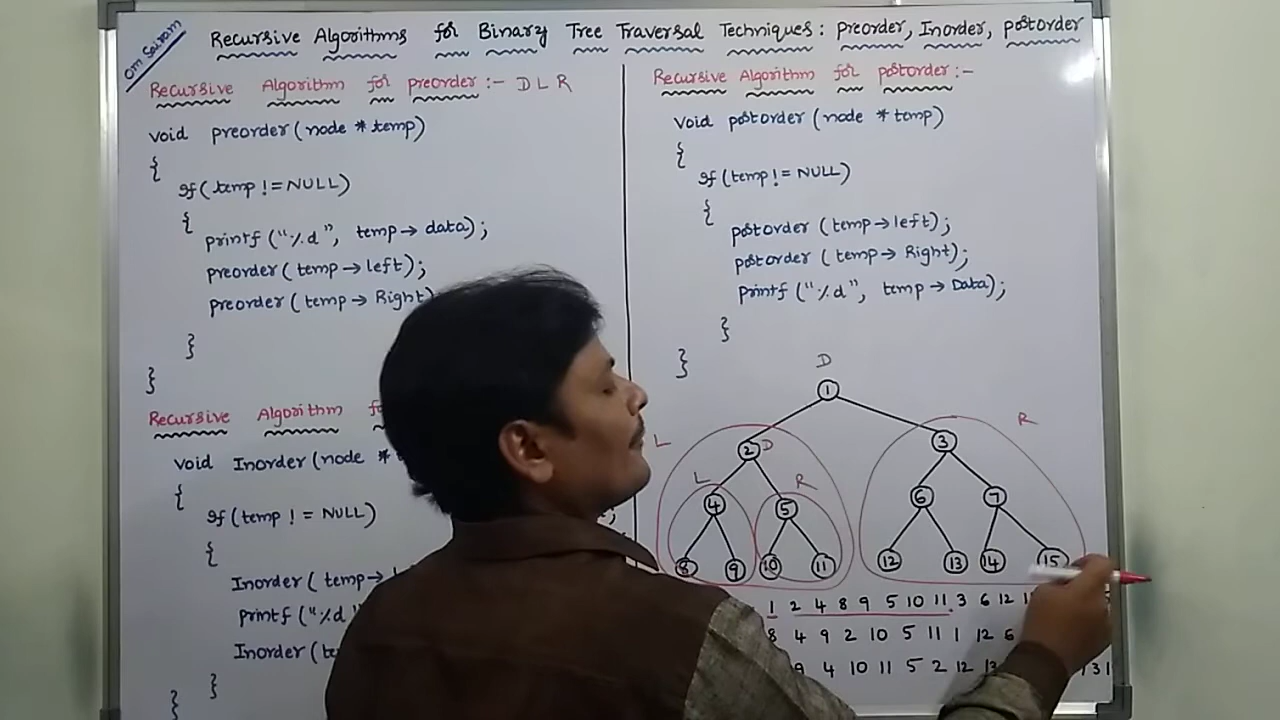 Om Sairam
Recursive Algorithms for Binary Tree Traversal Techniques: Preorder, Inorder, postorder
Recursive Algorithm for preorder :- D L R
void preorder (node * temp)
{
If (temp != NULL)
{
printf ("%d", temp→data);
preorder (temp→left);
preorder (temp→Right)
}
}
Recursive Algorithm
void Inorder (node *
{
If (temp != NULL)
{
Inorder (temp→
printf ("%d"
Inorder (
}
}
Recursive Algorithm for postorder :-
void postorder (node * temp)
{
If (temp != NULL)
{
postorder (temp→left);
postorder (temp→Right);
printf ("%d", temp→Data);
}
}
D
1
L R
2 D 3
L R
4 5 6 7
8 9 10 11 12 13 14 15
1 2 4 8 9 5 10 11 3 6 12
8 4 9 2 10 5 11 1 12 6
9 4 10 11 5 2 12 13 3 1